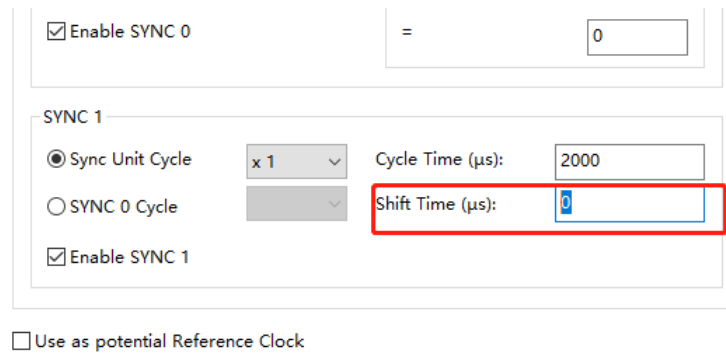 Enable SYNC 0 = 0
SYNC 1
Sync Unit Cycle x 1 Cycle Time (µs): 2000
SYNC 0 Cycle Shift Time (µs): 0
Enable SYNC 1
Use as potential Reference Clock